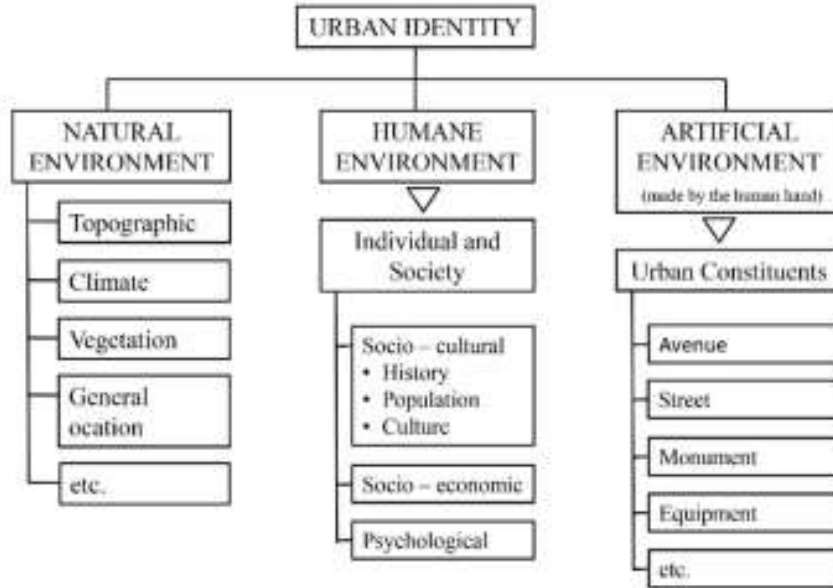 URBAN IDENTITY
NATURAL
ENVIRONMENT
Topographic
Climate
Vegetation
General
ocation
etc.
HUMANE
ENVIRONMENT
Individual and
Society
Socio – cultural
• History
• Population
• Culture
Socio – economic
Psychological
ARTIFICIAL
ENVIRONMENT
(made by the human hand)
Urban Constituents
Avenue
Street
Monument
Equipment
etc.